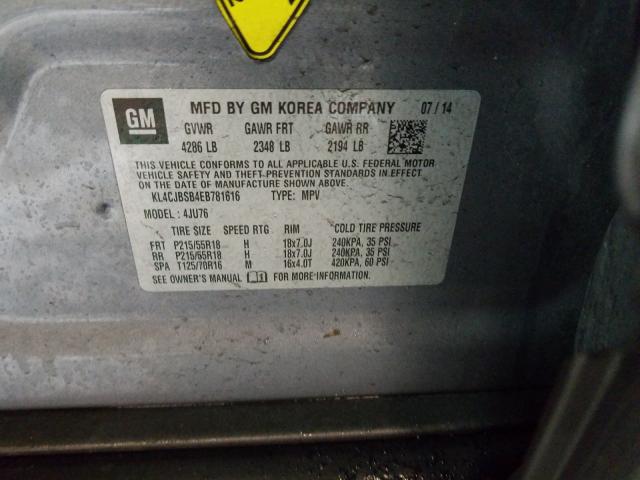 GM
MFD BY GM KOREA COMPANY 07/14
GVWR GAWR FRT GAWR RR
4286 LB 2348 LB 2194 LB
THIS VEHICLE CONFORMS TO ALL APPLICABLE U.S. FEDERAL MOTOR
VEHICLE SAFETY AND THEFT PREVENTION STANDARDS IN EFFECT ON
THE DATE OF MANUFACTURE SHOWN ABOVE.
KL4CJBSB4EB781616 TYPE: MPV
MODEL: 4JU76
TIRE SIZE SPEED RTG RIM COLD TIRE PRESSURE
FRT P215/55R18 H 18x7.0J 240KPA, 35 PSI
RR P215/55R18 H 18x7.0J 240KPA, 35 PSI
SPA T125/70R16 M 16x4.0T 420KPA, 60 PSI
SEE OWNER'S MANUAL FOR MORE INFORMATION.